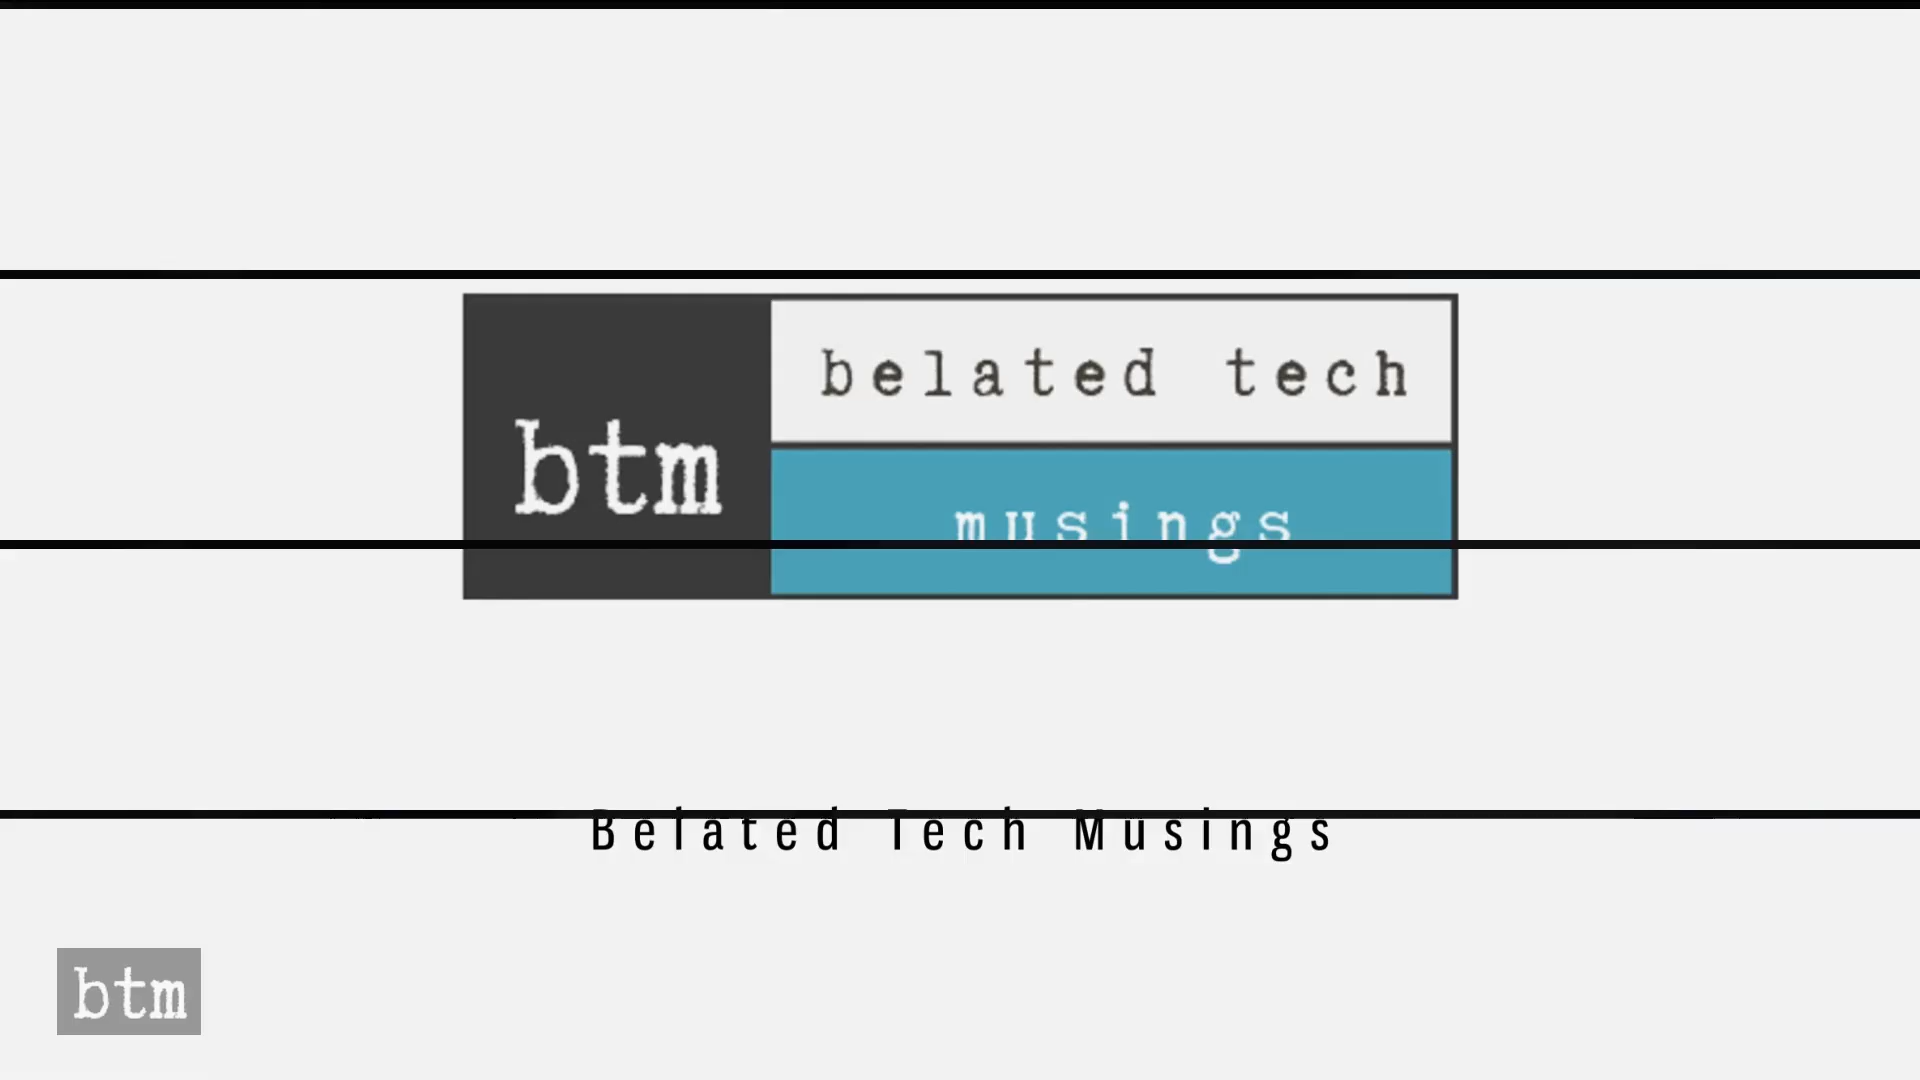 belated tech
btm
musings
Belated Tech Musings
btm